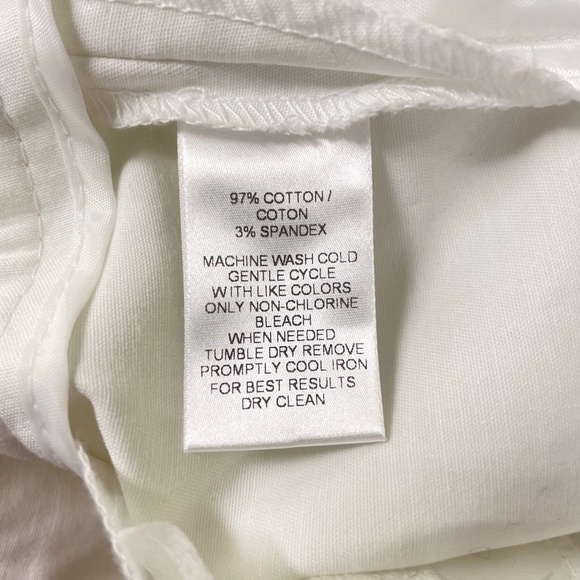 97% COTTON /
COTON
3% SPANDEX
MACHINE WASH COLD
GENTLE CYCLE
WITH LIKE COLORS
ONLY NON-CHLORINE
BLEACH
WHEN NEEDED
TUMBLE DRY REMOVE
PROMPTLY COOL IRON
FOR BEST RESULTS
DRY CLEAN